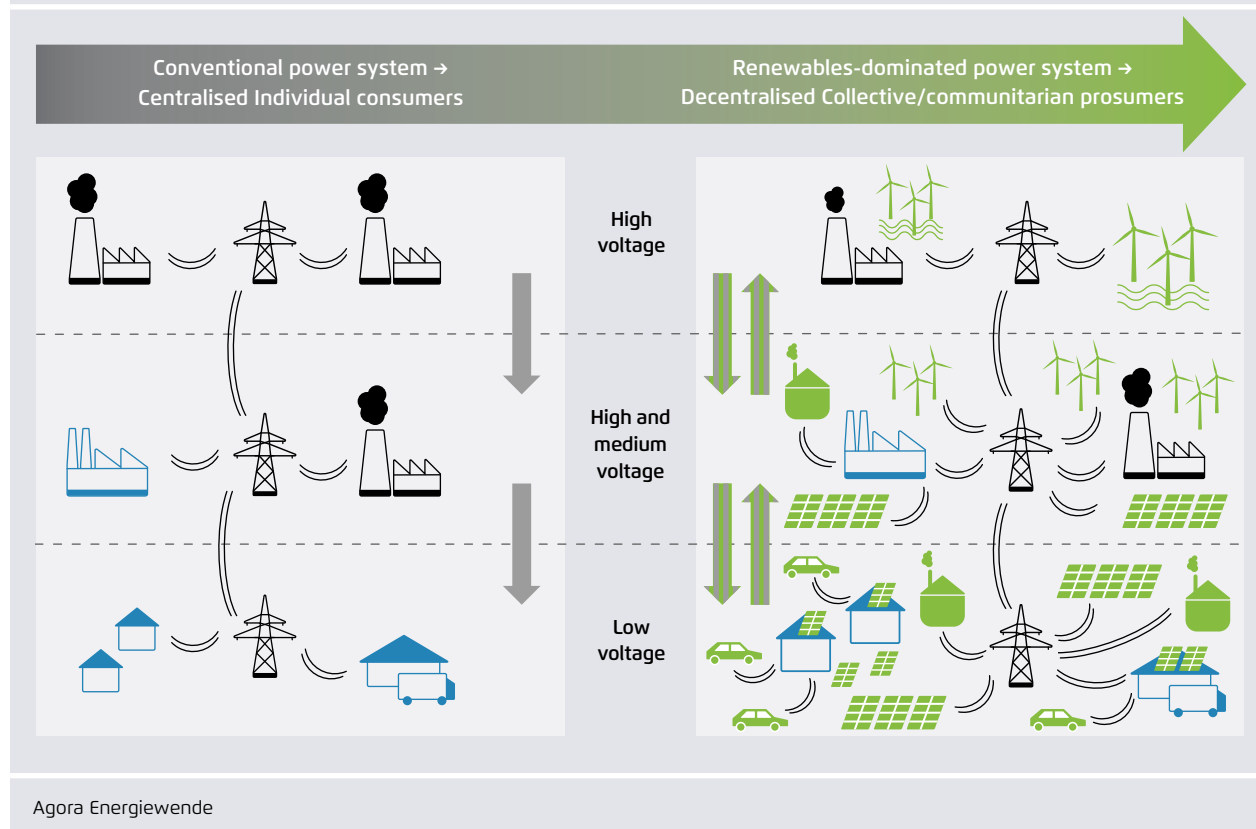 Conventional power system →
Centralised Individual consumers
Renewables-dominated power system →
Decentralised Collective/communitarian prosumers
High
voltage
High and
medium
voltage
Low
voltage
Agora Energiewende